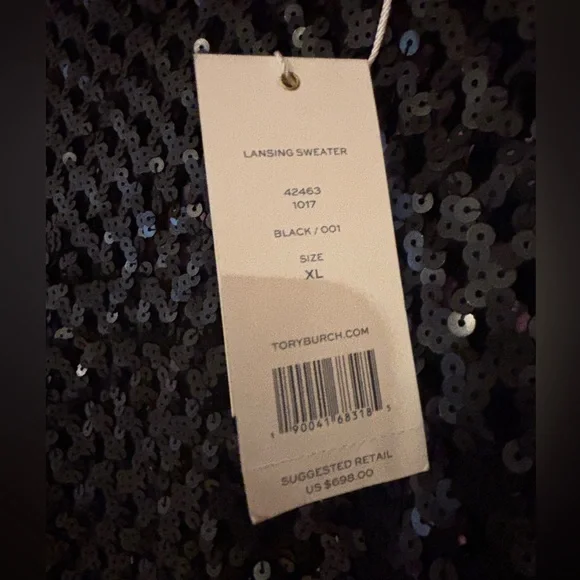 LANSING SWEATER
42463
1017
BLACK / 001
SIZE
XL
TORYBURCH.COM
1 90041 68318 5
SUGGESTED RETAIL
US $698.00